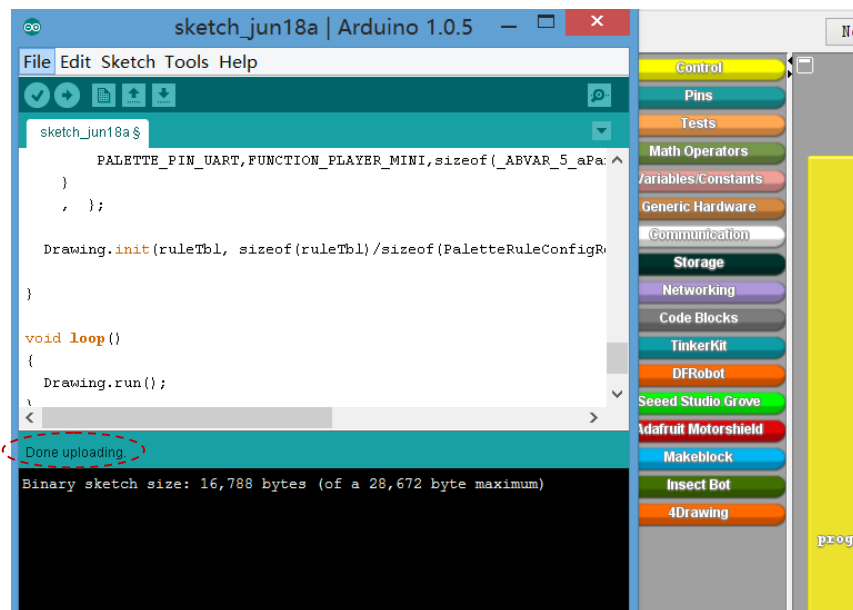 sketch_jun18a | Arduino 1.0.5
File Edit Sketch Tools Help
sketch_jun18a §
PALETTE_PIN_UART,FUNCTION_PLAYER_MINI,sizeof(_ABVAR_5_aPa
}
, };
Drawing.init(ruleTbl, sizeof(ruleTbl)/sizeof(PaletteRuleConfigR
}
void loop()
{
Drawing.run();
}
Done uploading.
Binary sketch size: 16,788 bytes (of a 28,672 byte maximum)
Control
Pins
Tests
Math Operators
Variables/Constants
Generic Hardware
Communication
Storage
Networking
Code Blocks
TinkerKit
DFRobot
Seeed Studio Grove
Adafruit Motorshield
Makeblock
Insect Bot
4Drawing
prog